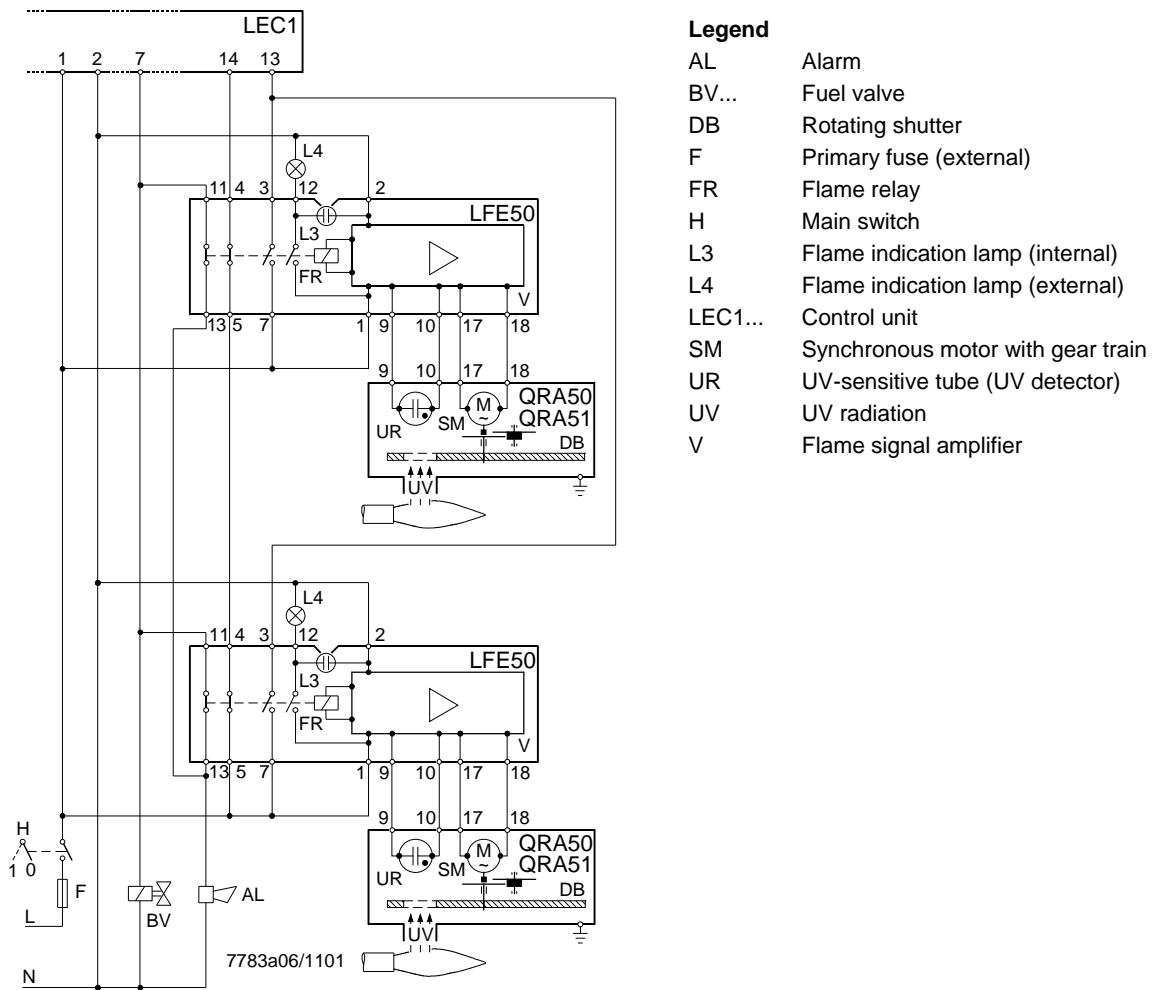 LEC1
1 2 7 14 13
L4
11 4 3 12 2
LFE50
L3
FR
V
13 5 7 1 9 10 17 18
9 10 17 18
QRA50
QRA51
UR
M
~
SM
DB
UV
L4
11 4 3 12 2
LFE50
L3
FR
V
13 5 7 1 9 10 17 18
9 10 17 18
QRA50
QRA51
UR
M
~
SM
DB
UV
H
1 0
F
L
BV
AL
N
7783a06/1101
Legend
AL Alarm
BV... Fuel valve
DB Rotating shutter
F Primary fuse (external)
FR Flame relay
H Main switch
L3 Flame indication lamp (internal)
L4 Flame indication lamp (external)
LEC1... Control unit
SM Synchronous motor with gear train
UR UV-sensitive tube (UV detector)
UV UV radiation
V Flame signal amplifier